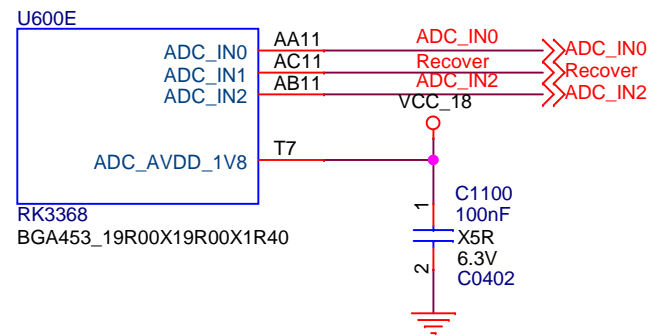 U600E
ADC_IN0 AA11 ADC_IN0 ADC_IN0
ADC_IN1 AC11 Recover Recover
ADC_IN2 AB11 ADC_IN2 ADC_IN2
VCC_18
ADC_AVDD_1V8 T7
RK3368
BGA453_19R00X19R00X1R40
1
C1100
100nF
X5R
6.3V
C0402
2